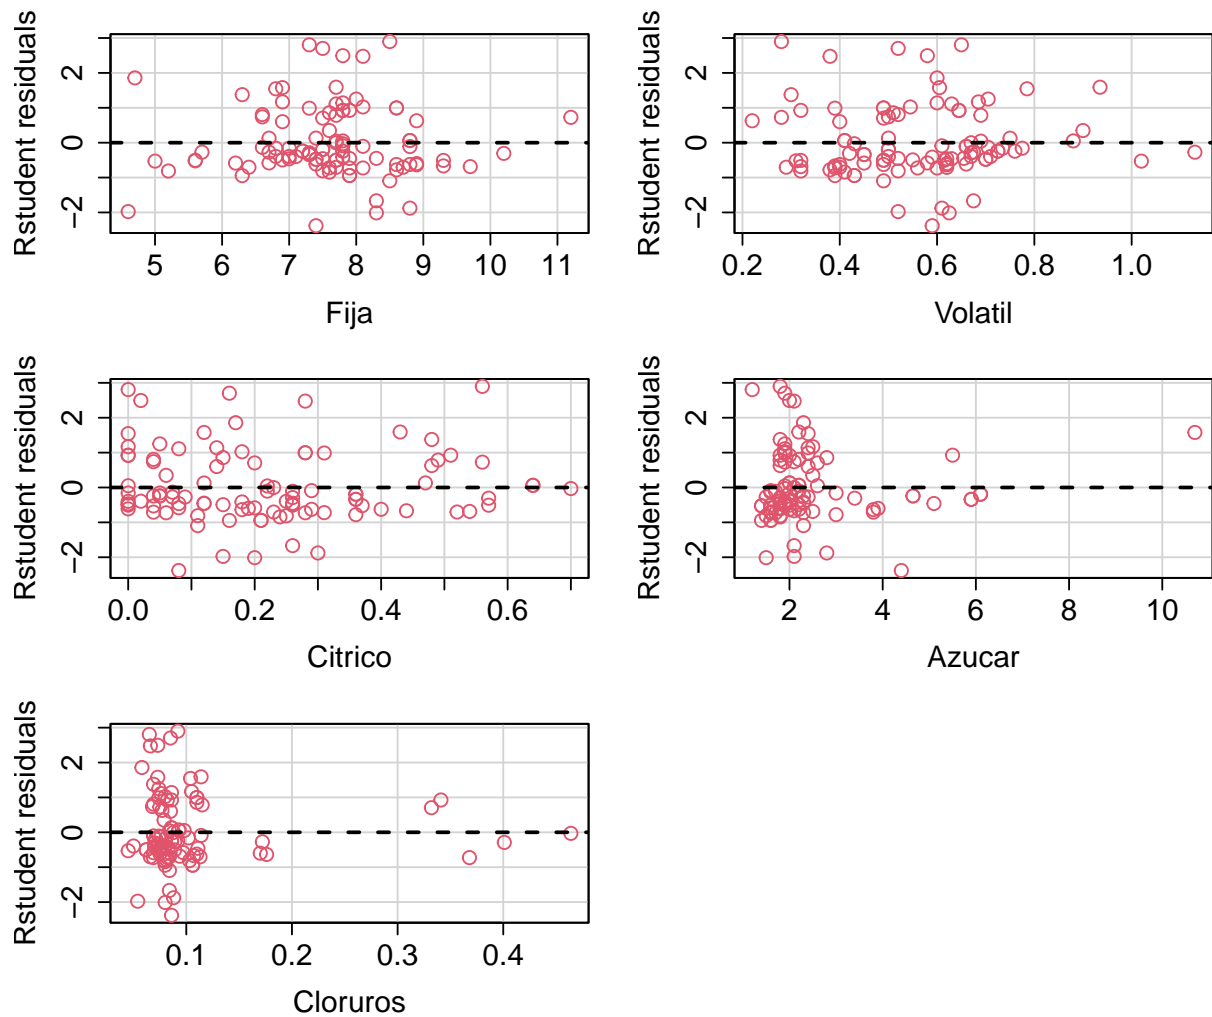 Rstudent residuals
2
0
−2
5 6 7 8 9 10 11
Fija
Rstudent residuals
2
0
−2
0.2 0.4 0.6 0.8 1.0
Volatil
Rstudent residuals
2
0
−2
0.0 0.2 0.4 0.6
Citrico
Rstudent residuals
2
0
−2
2 4 6 8 10
Azucar
Rstudent residuals
2
0
−2
0.1 0.2 0.3 0.4
Cloruros